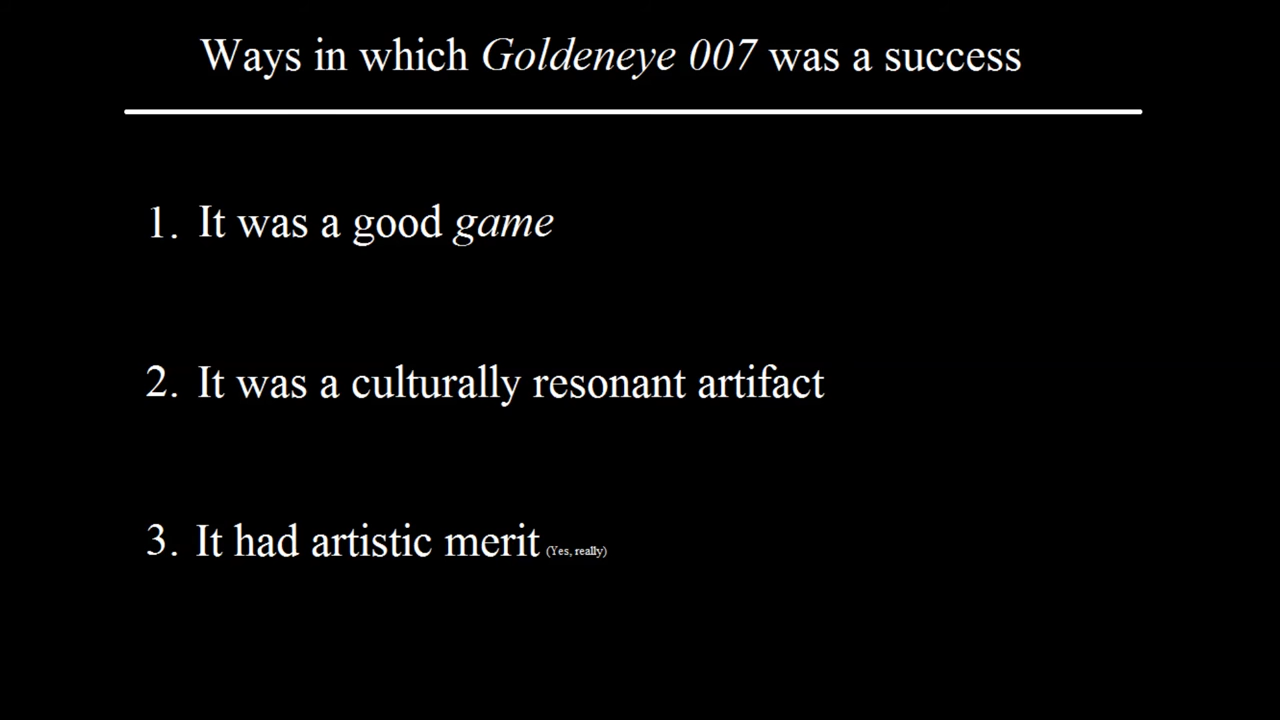 Ways in which Goldeneye 007 was a success
1. It was a good game
2. It was a culturally resonant artifact
3. It had artistic merit (Yes, really)